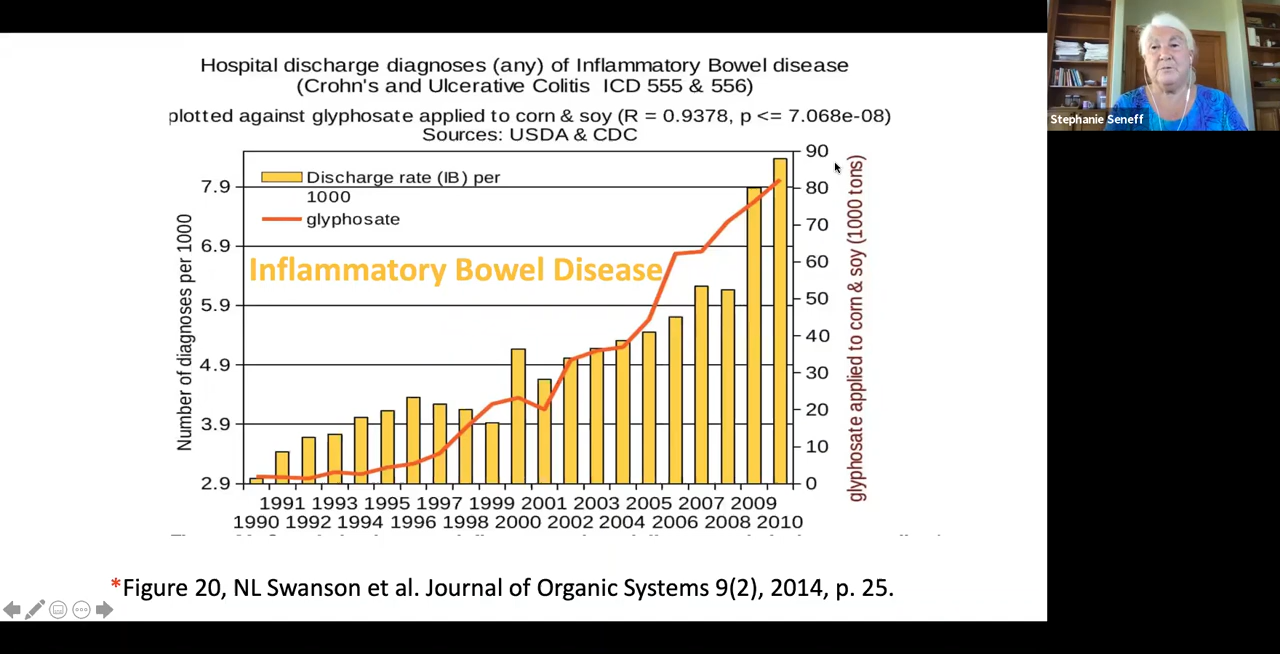 Hospital discharge diagnoses (any) of Inflammatory Bowel disease
(Crohn's and Ulcerative Colitis ICD 555 & 556)
plotted against glyphosate applied to corn & soy (R = 0.9378, p <= 7.068e-08)
Sources: USDA & CDC
Stephanie Seneff
Number of diagnoses per 1000
7.9
6.9
5.9
4.9
3.9
2.9
Discharge rate (IB) per
1000
glyphosate
Inflammatory Bowel Disease
90
80
70
60
50
40
30
20
10
0
glyphosate applied to corn & soy (1000 tons)
1991 1993 1995 1997 1999 2001 2003 2005 2007 2009
1990 1992 1994 1996 1998 2000 2002 2004 2006 2008 2010
*Figure 20, NL Swanson et al. Journal of Organic Systems 9(2), 2014, p. 25.